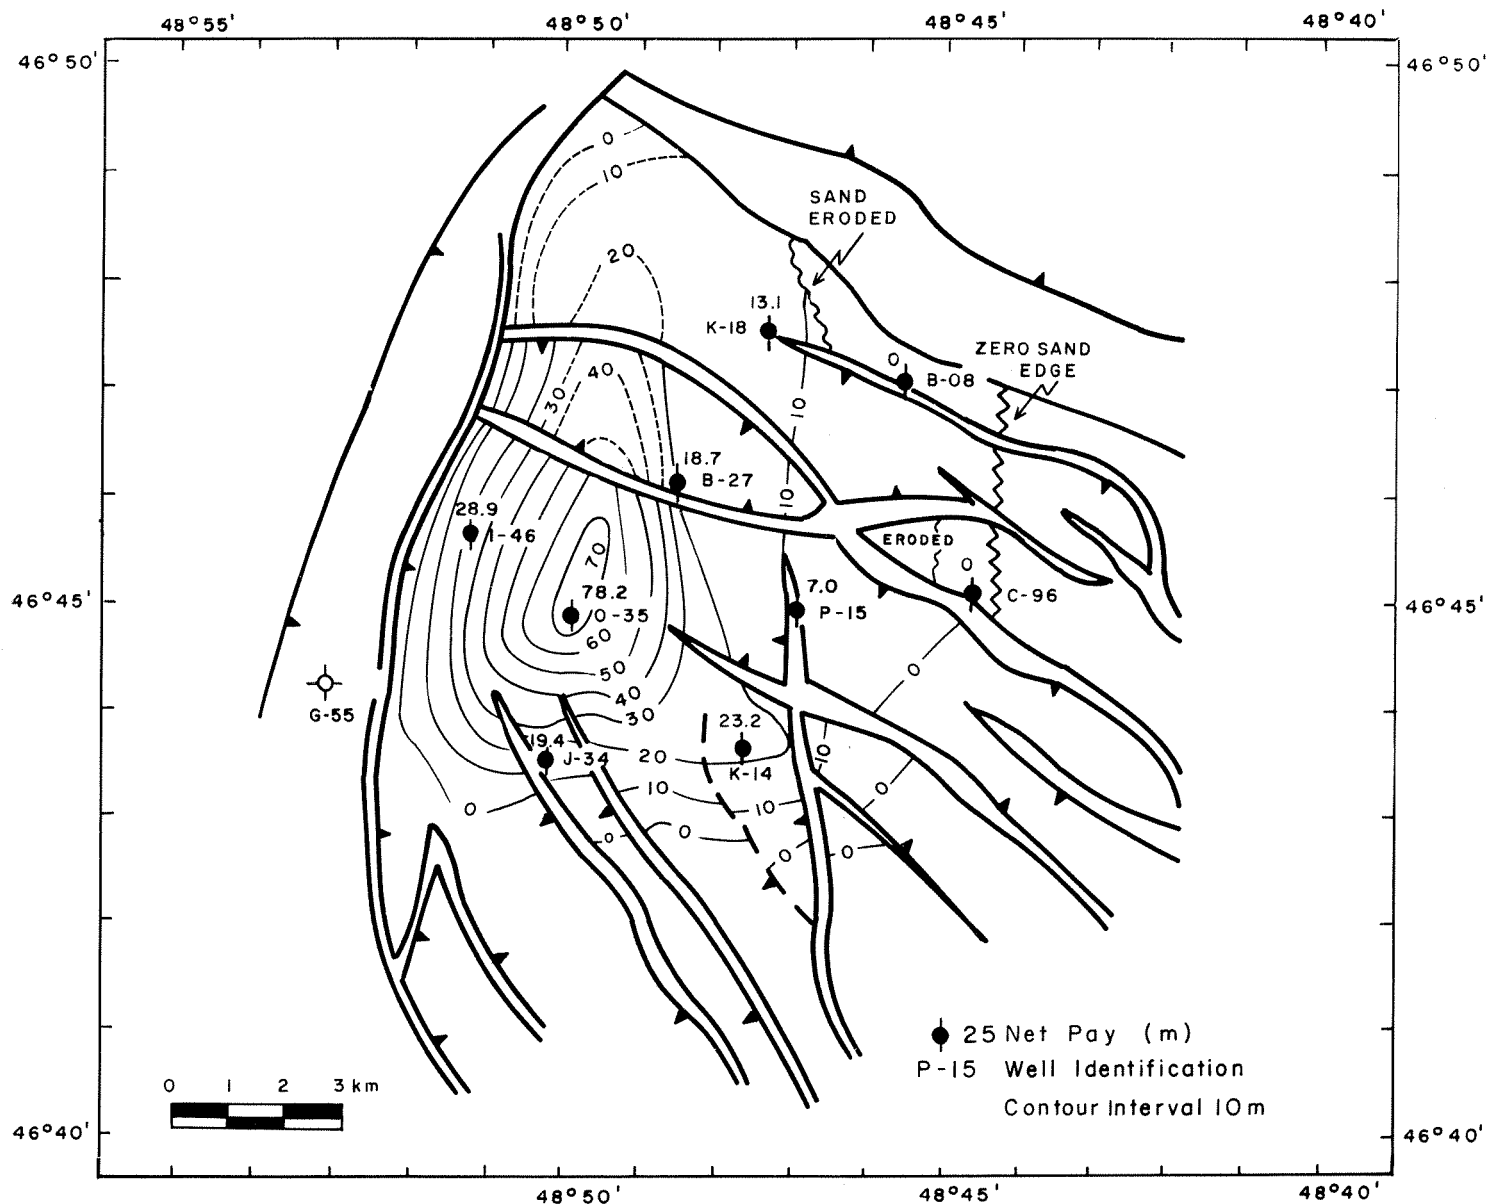 48°55' 48°50' 48°45' 48°40'
46°50' 46°50'
0
10
SAND
ERODED
20
13.1
K-18
ZERO SAND
EDGE
0
B-08
40
30
10
18.7
B-27
10
28.9
I-46
ERODED
70
0
78.2
O-35
7.0
P-15
C-96
46°45' 46°45'
60
50
0
40
30
G-55
23.2
19.4
J-34
20
K-14
10
10
0
10
0
0
0
0
0
25 Net Pay (m)
P-15 Well Identification
Contour Interval 10m
0 1 2 3 km
46°40' 46°40'
48°50' 48°45' 48°40'